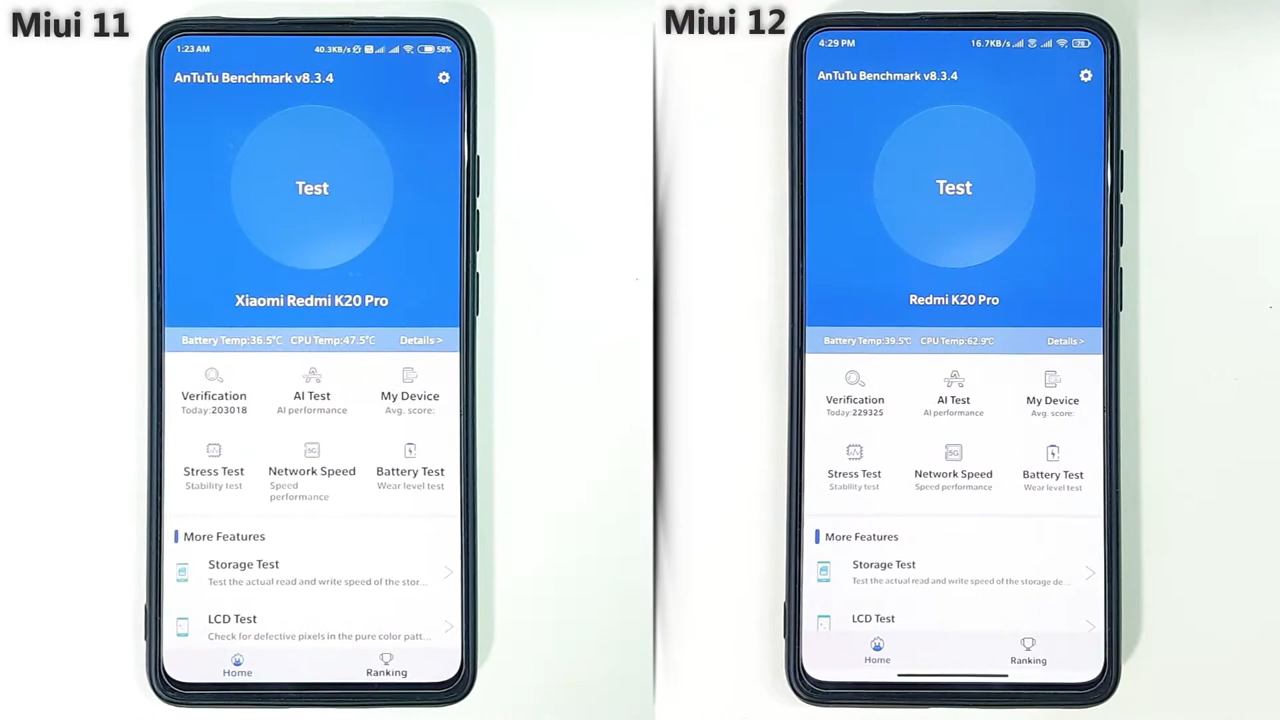 Miui 11
1:23 AM
40.3KB/s
58%
AnTuTu Benchmark v8.3.4
Test
Xiaomi Redmi K20 Pro
Battery Temp:36.5°C CPU Temp:47.5°C Details >
Verification AI Test My Device
Today:203018 AI performance Avg. score:
5G
Stress Test Network Speed Battery Test
Stability test Speed performance Wear level test
More Features
Storage Test
Test the actual read and write speed of the stor...
LCD Test
Check for defective pixels in the pure color patt...
Home Ranking
Miui 12
4:29 PM
16.7KB/s
AnTuTu Benchmark v8.3.4
Test
Redmi K20 Pro
Battery Temp:39.5°C CPU Temp:62.9°C Details >
Verification AI Test My Device
Today:229325 AI performance Avg. score:
5G
Stress Test Network Speed Battery Test
Stability test Speed performance Wear level test
More Features
Storage Test
Test the actual read and write speed of the storage de...
LCD Test
Home Ranking